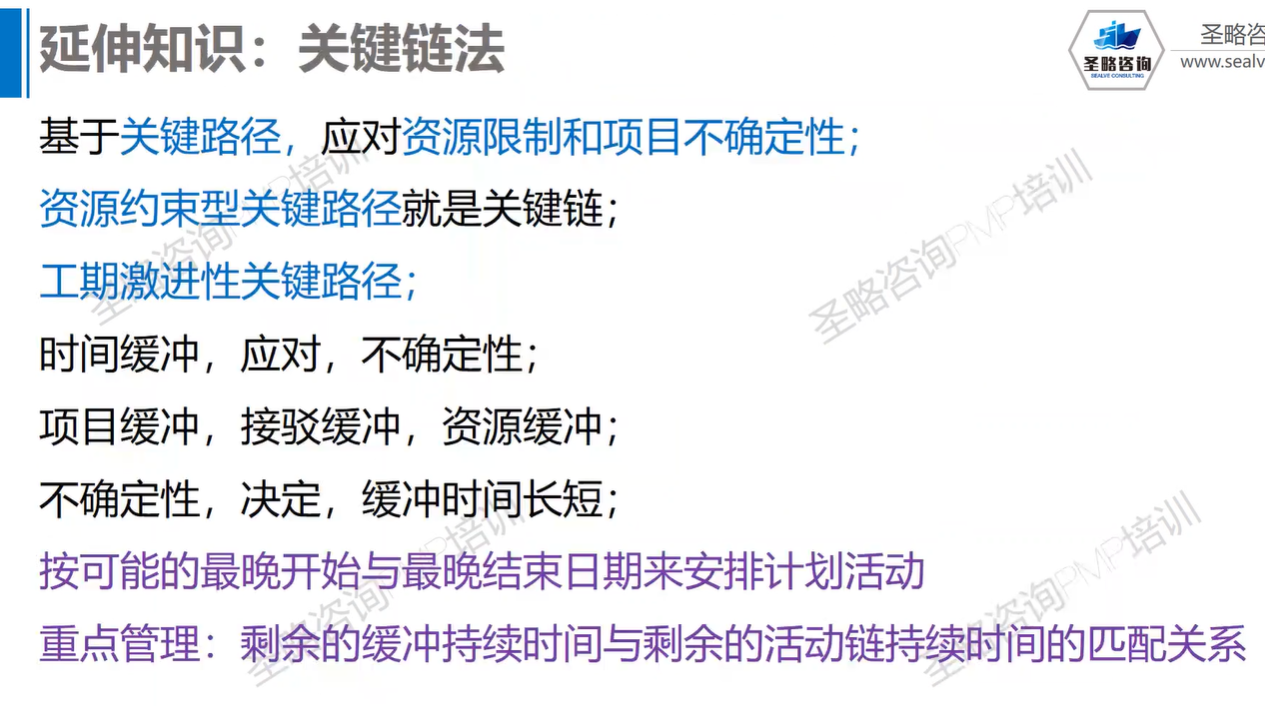 延伸知识：关键链法
圣略咨询
SEALVE CONSULTING
圣略咨
www.sealv
基于关键路径，应对资源限制和项目不确定性；
资源约束型关键路径就是关键链；
工期激进性关键路径；
时间缓冲，应对，不确定性；
项目缓冲，接驳缓冲，资源缓冲；
不确定性，决定，缓冲时间长短；
按可能的最晚开始与最晚结束日期来安排计划活动
重点管理：剩余的缓冲持续时间与剩余的活动链持续时间的匹配关系
圣略咨询PMP培训
圣略咨询PMP培训
圣略咨询PMP培训
圣略咨询PMP培训